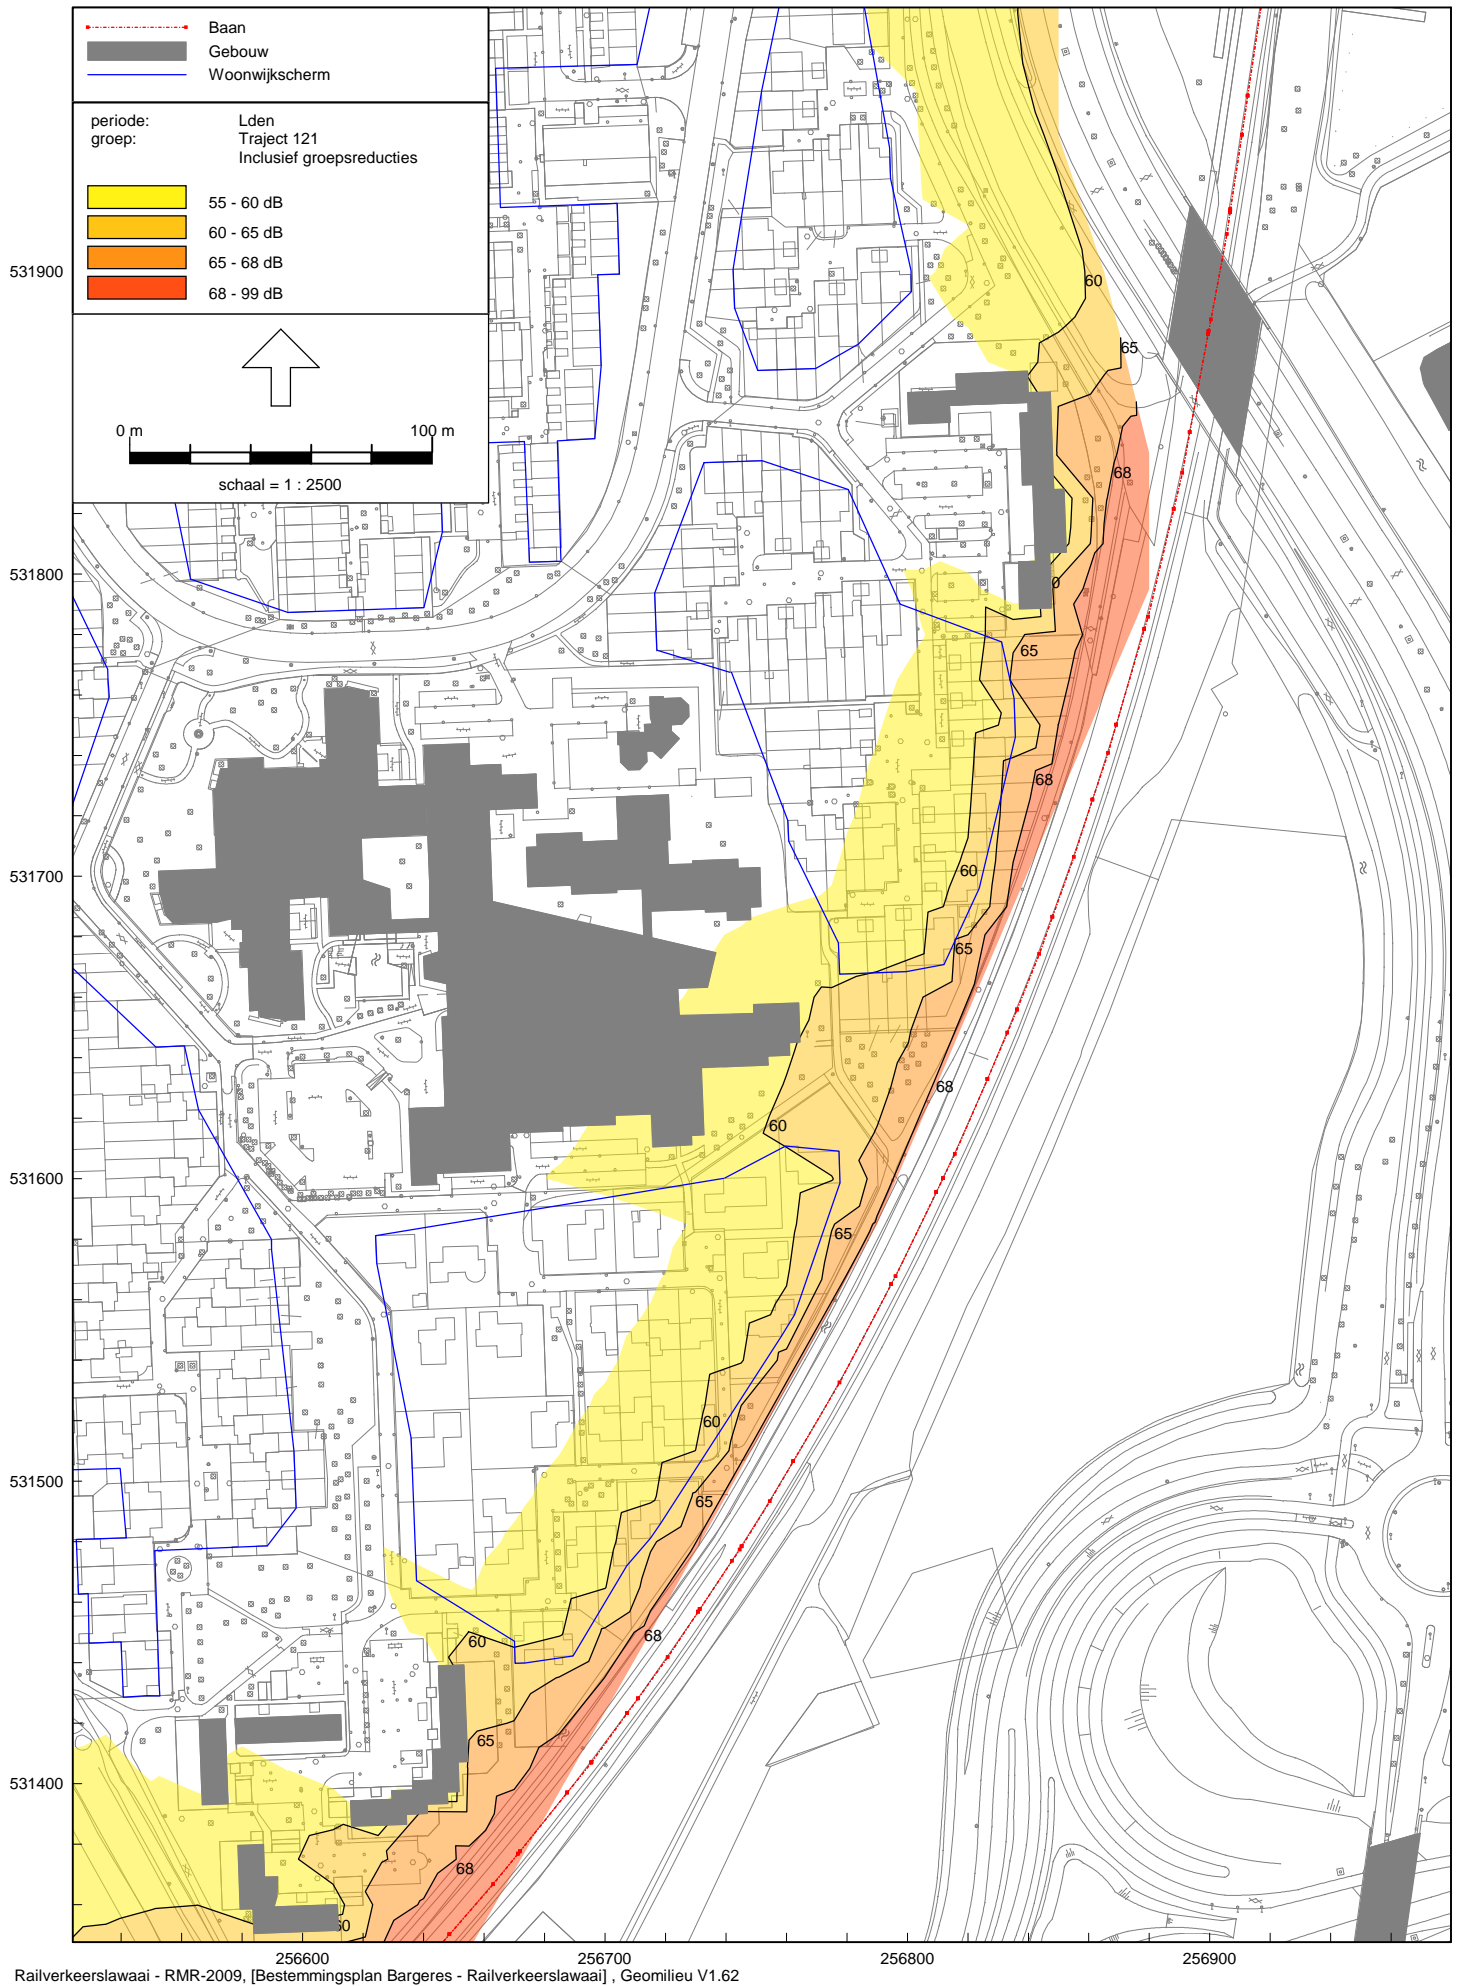 Baan
Gebouw
Woonwijkscherm
periode: Lden
groep: Traject 121
Inclusief groepsreducties
55 - 60 dB
60 - 65 dB
65 - 68 dB
68 - 99 dB
0 m 100 m
schaal = 1 : 2500
531900
60
65
68
531800
0
65
68
531700
60
65
68
60
531600
65
60
531500
65
68
60
65
531400
68
60
256600 256700 256800 256900
Railverkeerslawaai - RMR-2009, [Bestemmingsplan Bargeres - Railverkeerslawaai] , Geomilieu V1.62